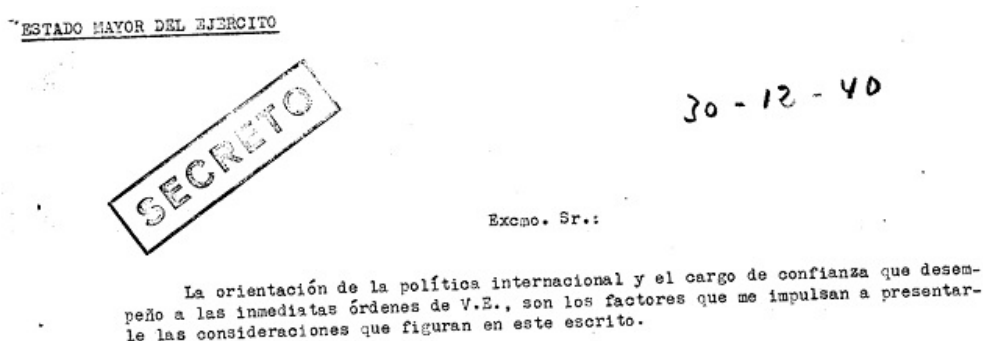 ESTADO MAYOR DEL EJERCITO
30 - 12 - 40
SECRETO
Excmo. Sr.:
La orientación de la política internacional y el cargo de confianza que desem-
peño a las inmediatas órdenes de V.E., son los factores que me impulsan a presentar-
le las consideraciones que figuran en este escrito.